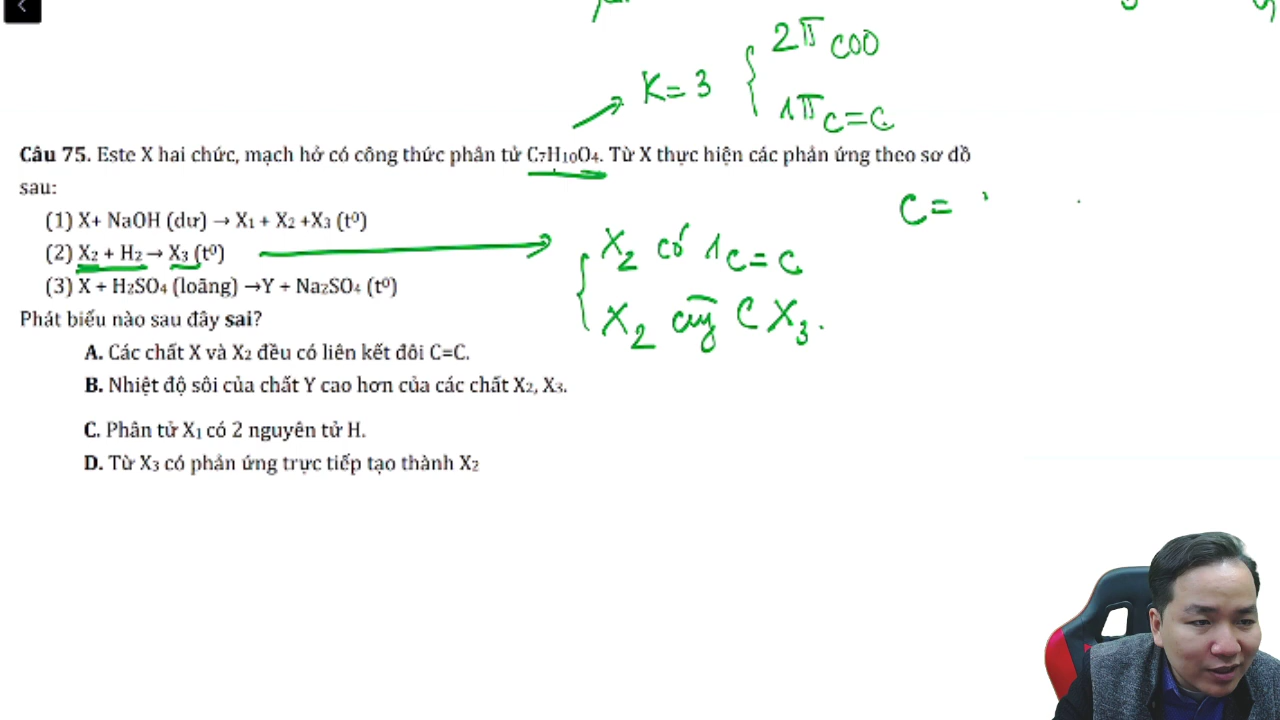 K=3
2π COO
1π C=C
Câu 75. Este X hai chức, mạch hở có công thức phân tử C₇H₁₀O₄. Từ X thực hiện các phản ứng theo sơ đồ
sau:
C=
(1) X+ NaOH (dư) → X₁ + X₂ +X₃ (t⁰)
(2) X₂ + H₂ → X₃ (t⁰)
X₂ có 1 C=C
(3) X + H₂SO₄ (loãng) →Y + Na₂SO₄ (t⁰)
X₂ cùng C X₃.
Phát biểu nào sau đây sai?
A. Các chất X và X₂ đều có liên kết đôi C=C.
B. Nhiệt độ sôi của chất Y cao hơn của các chất X₂, X₃.
C. Phân tử X₁ có 2 nguyên tử H.
D. Từ X₃ có phản ứng trực tiếp tạo thành X₂